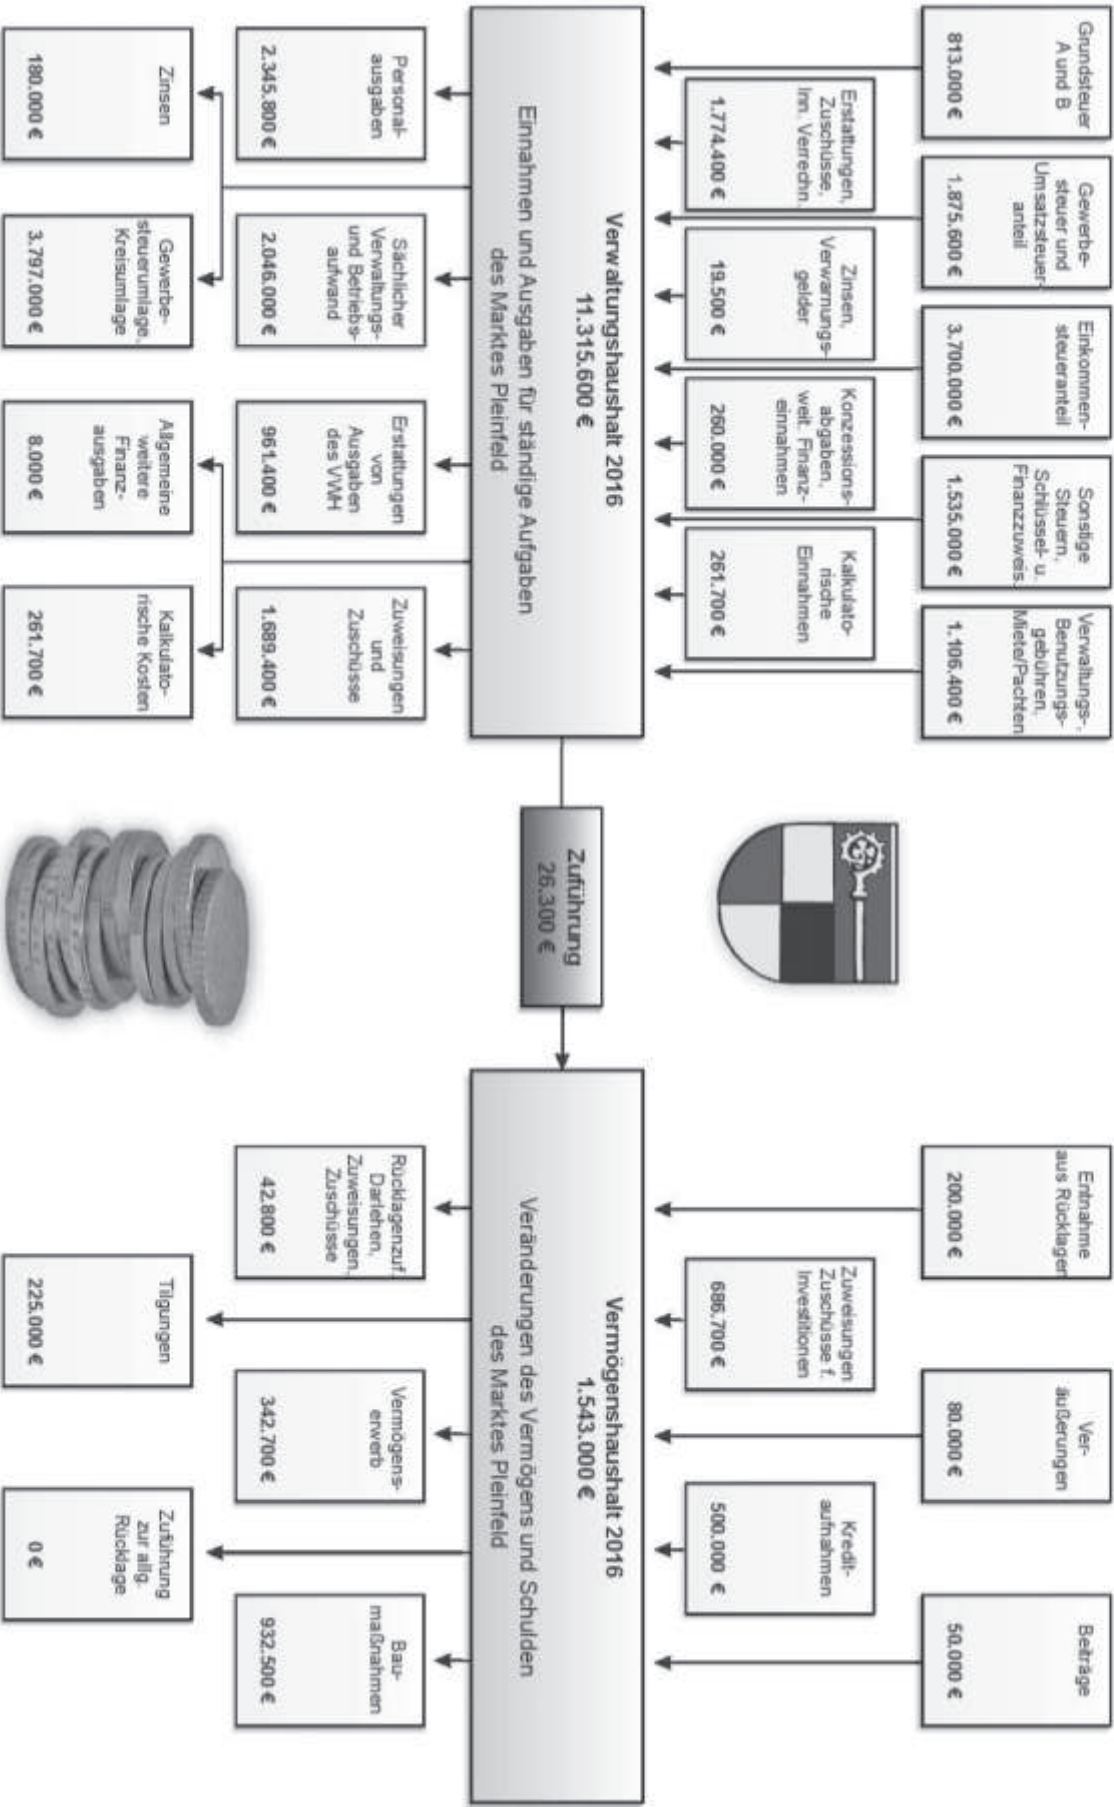 Grundsteuer
A und B
813.000 €
Gewerbe-
steuer und
Umsatzsteuer-
anteil
1.875.600 €
Einkommen-
steueranteil
3.700.000 €
Sonstige
Steuern,
Schlüssel- u.
Finanzzuweis.
1.535.000 €
Verwaltungs-,
Benutzungs-
gebühren,
Miete/Pachten
1.106.400 €
Erstattungen,
Zuschüsse,
Inn. Verrechn.
1.774.400 €
Zinsen,
Verwarnungs-
gelder
19.500 €
Konzessions-
abgaben,
weit. Finanz-
einnahmen
260.000 €
Kalkulato-
rische
Einnahmen
261.700 €
Verwaltungshaushalt 2016
11.315.600 €
Einnahmen und Ausgaben für ständige Aufgaben
des Marktes Pleinfeld
Personal-
ausgaben
2.345.800 €
Sächlicher
Verwaltungs-
und Betriebs-
aufwand
2.046.000 €
Erstattungen
von
Ausgaben
des VWH
961.400 €
Zuweisungen
und
Zuschüsse
1.689.400 €
Zinsen
180.000 €
Gewerbe-
steuerumlage,
Kreisumlage
3.797.000 €
Allgemeine
weitere
Finanz-
ausgaben
8.000 €
Kalkulato-
rische Kosten
261.700 €
Zuführung
26.300 €
Entnahme
aus Rücklagen
200.000 €
Ver-
äußerungen
80.000 €
Beiträge
50.000 €
Zuweisungen
Zuschüsse f.
Investitionen
686.700 €
Kredit-
aufnahmen
500.000 €
Vermögenshaushalt 2016
1.543.000 €
Veränderungen des Vermögens und Schulden
des Marktes Pleinfeld
Rücklagenzuf.
Darlehen,
Zuweisungen,
Zuschüsse
42.800 €
Vermögens-
erwerb
342.700 €
Bau-
maßnahmen
932.500 €
Tilgungen
225.000 €
Zuführung
zur allg.
Rücklage
0 €